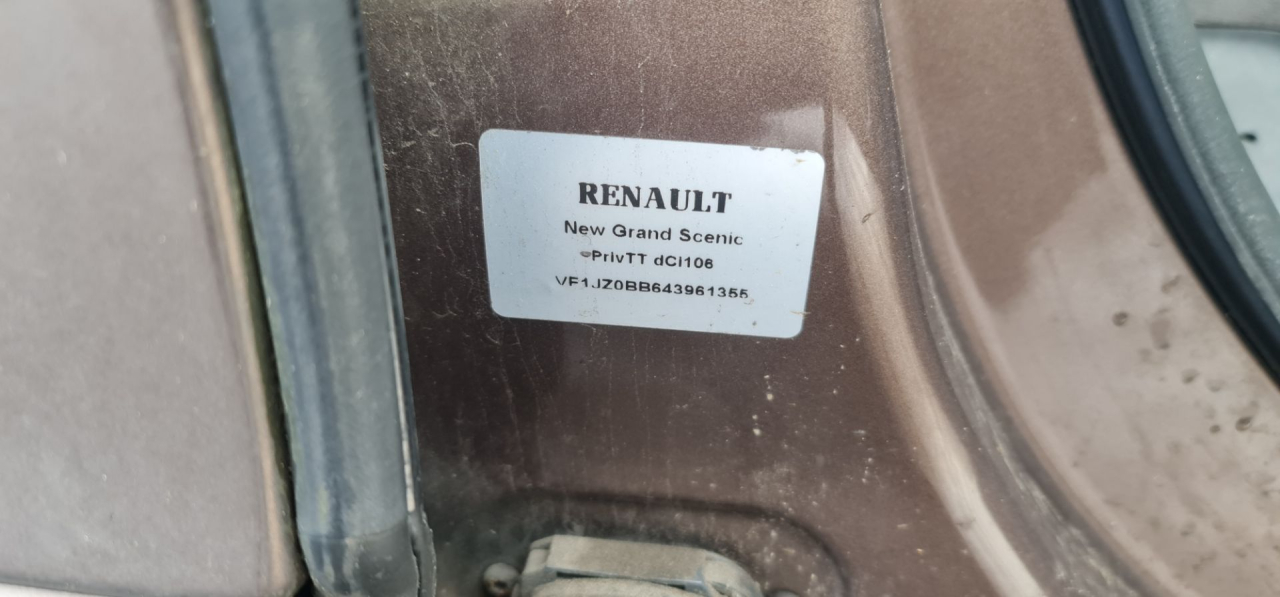 RENAULT
New Grand Scenic
PrivTT dCi106
VF1JZ0BB643961355